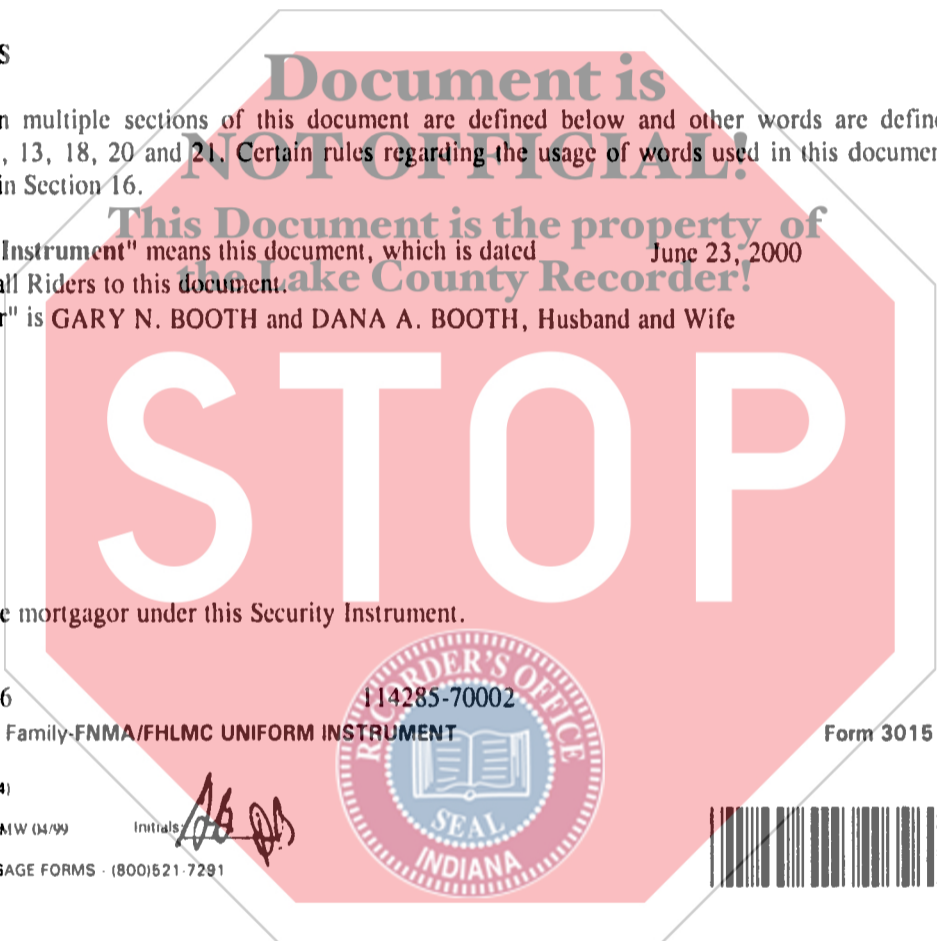 S
Document is
n multiple sections of this document are defined below and other words are define
, 13, 18, 20 and 21. Certain rules regarding the usage of words used in this documen
NOT OFFICIAL!
in Section 16.
This Document is the property of
Instrument" means this document, which is dated June 23, 2000
the Lake County Recorder!
all Riders to this document.
r" is GARY N. BOOTH and DANA A. BOOTH, Husband and Wife
STOP
e mortgagor under this Security Instrument.
6 114285-70002
Family-FNMA/FHLMC UNIFORM INSTRUMENT Form 3015
4)
MW (04/99 Initials:
GAGE FORMS - (800)521-7291
RECORDER'S OFFICE
SEAL
INDIANA